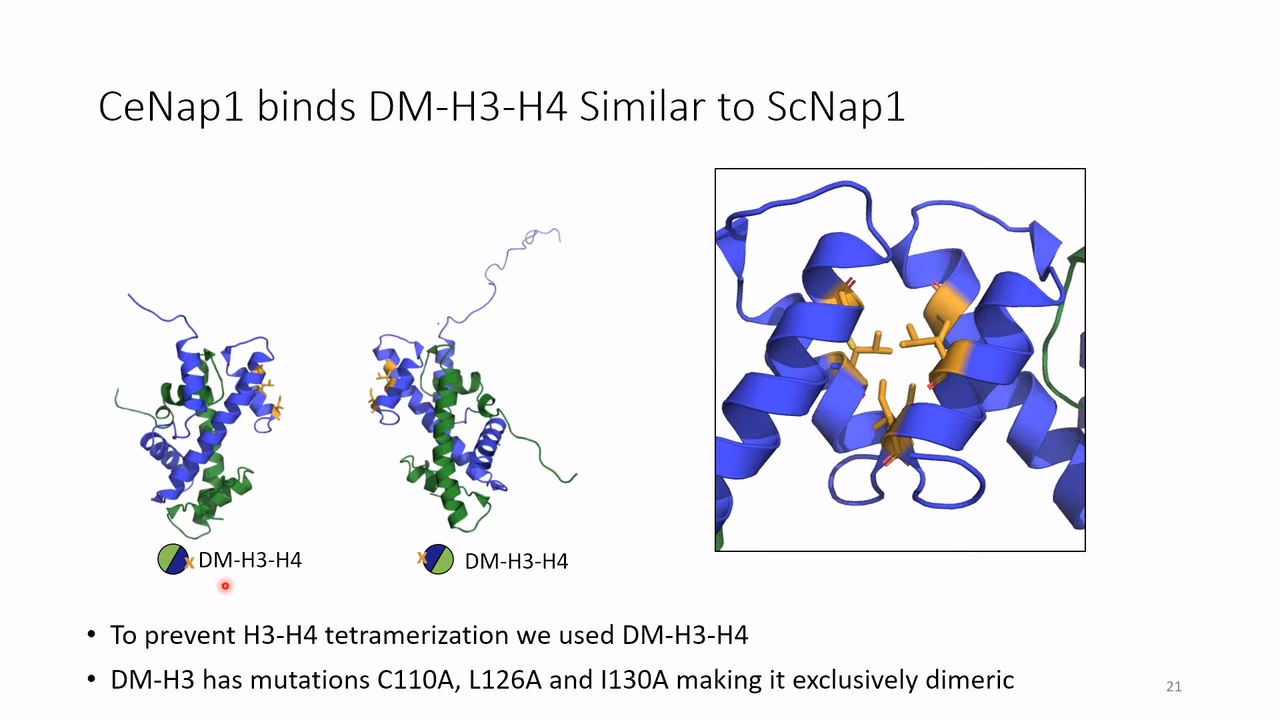 CeNap1 binds DM-H3-H4 Similar to ScNap1
x DM-H3-H4
x DM-H3-H4
• To prevent H3-H4 tetramerization we used DM-H3-H4
• DM-H3 has mutations C110A, L126A and I130A making it exclusively dimeric
21